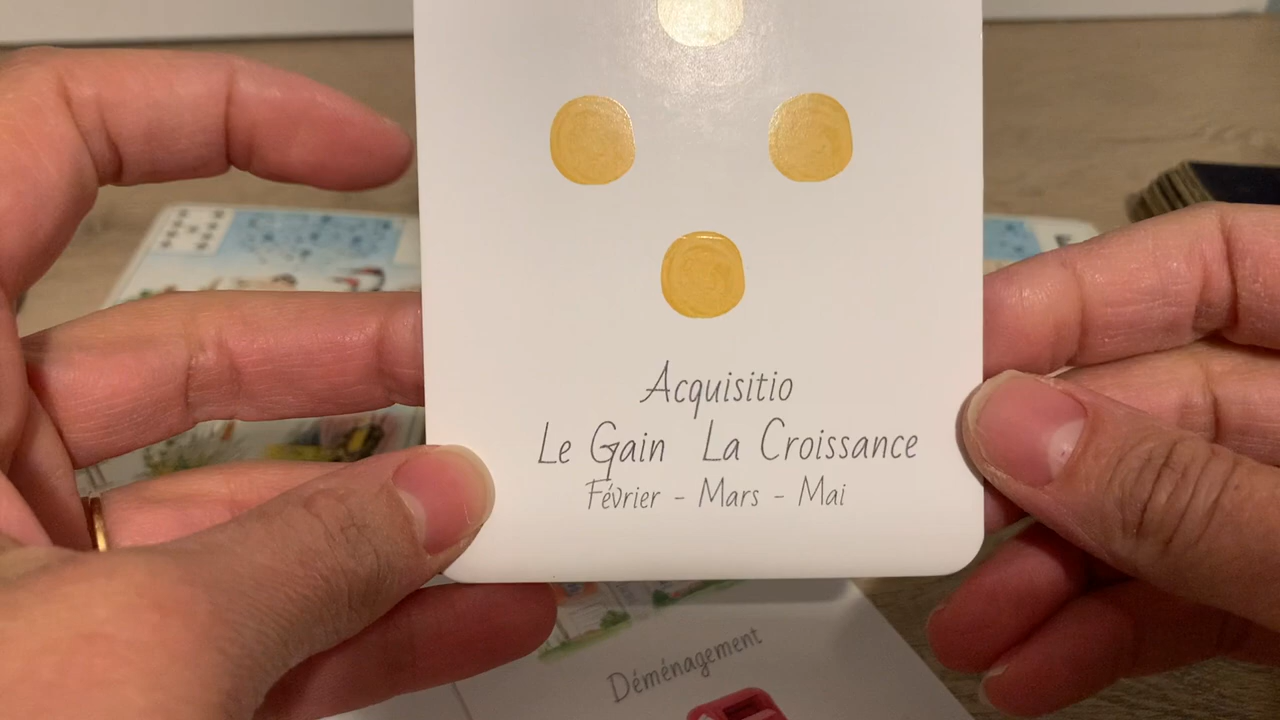 Acquisitio
Le Gain La Croissance
Février - Mars - Mai
Déménagement